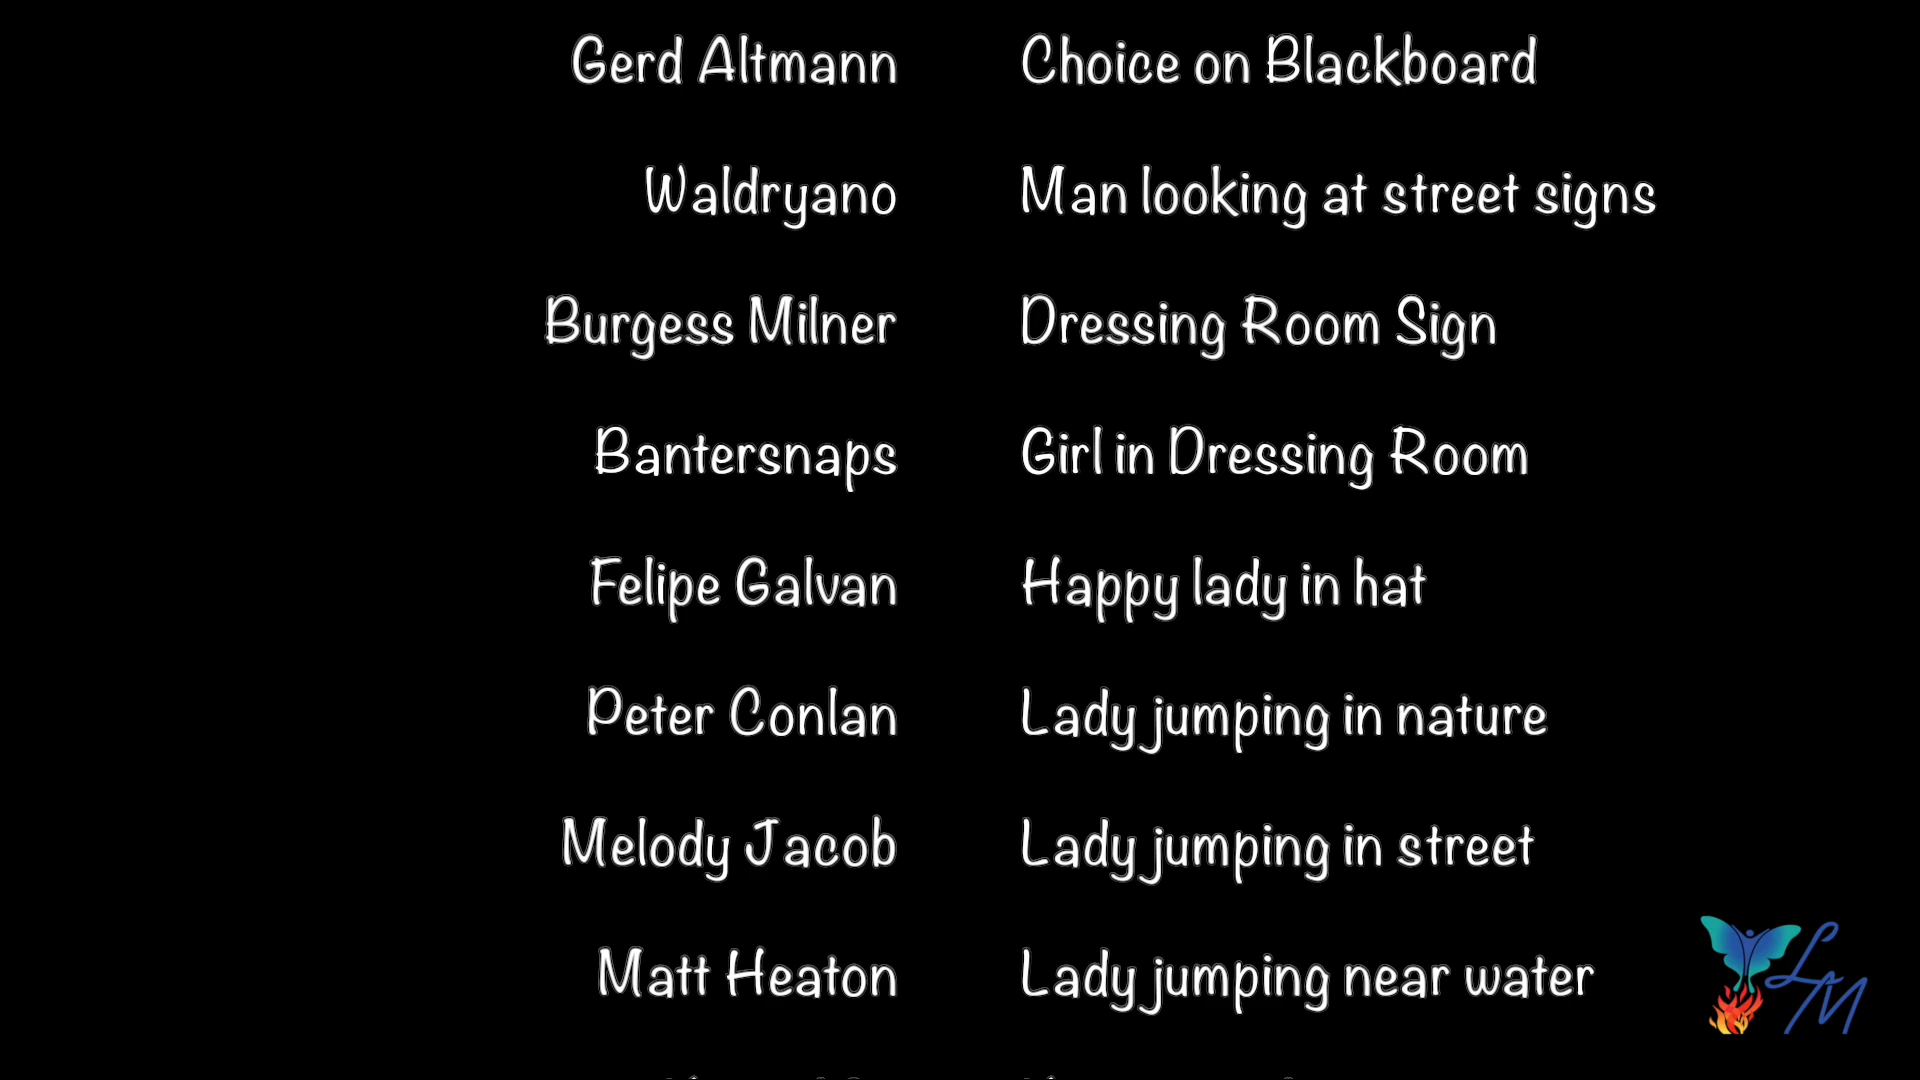 Gerd Altmann Choice on Blackboard
Waldryano Man looking at street signs
Burgess Milner Dressing Room Sign
Bantersnaps Girl in Dressing Room
Felipe Galvan Happy lady in hat
Peter Conlan Lady jumping in nature
Melody Jacob Lady jumping in street
Matt Heaton Lady jumping near water
LM